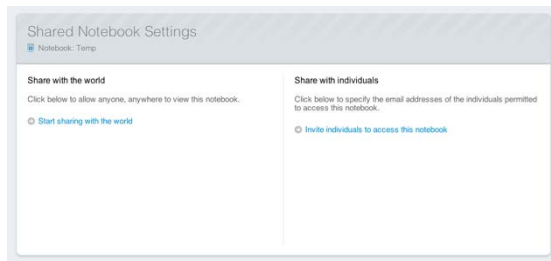 Shared Notebook Settings
Notebook: Temp
Share with the world
Click below to allow anyone, anywhere to view this notebook.
Start sharing with the world
Share with individuals
Click below to specify the email addresses of the individuals permitted
to access this notebook.
Invite individuals to access this notebook